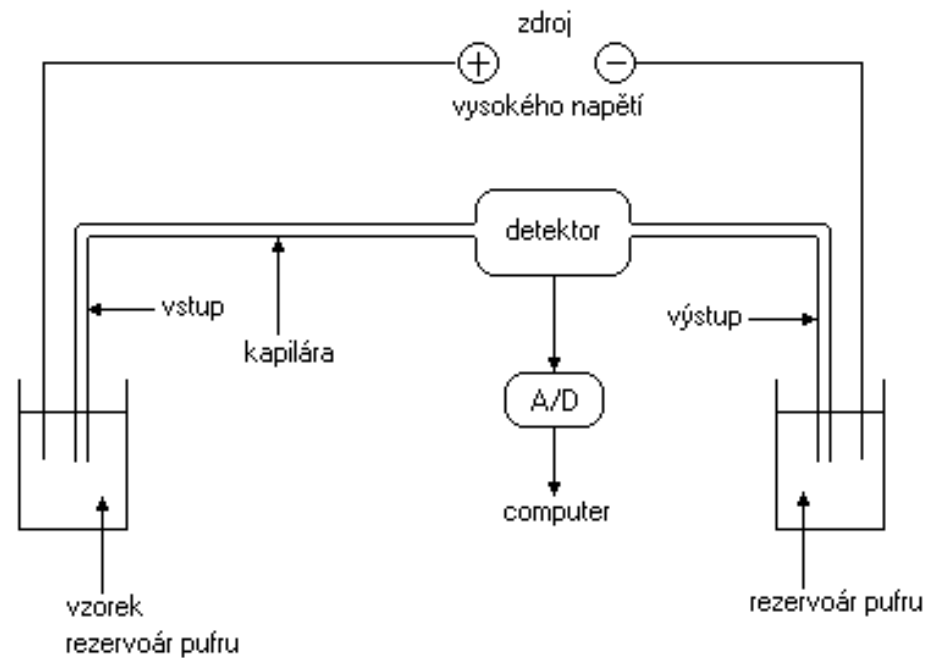 zdroj
+ −
vysokého napětí
detektor
vstup
výstup
kapilára
A/D
computer
vzorek
rezervoár pufru
rezervoár pufru